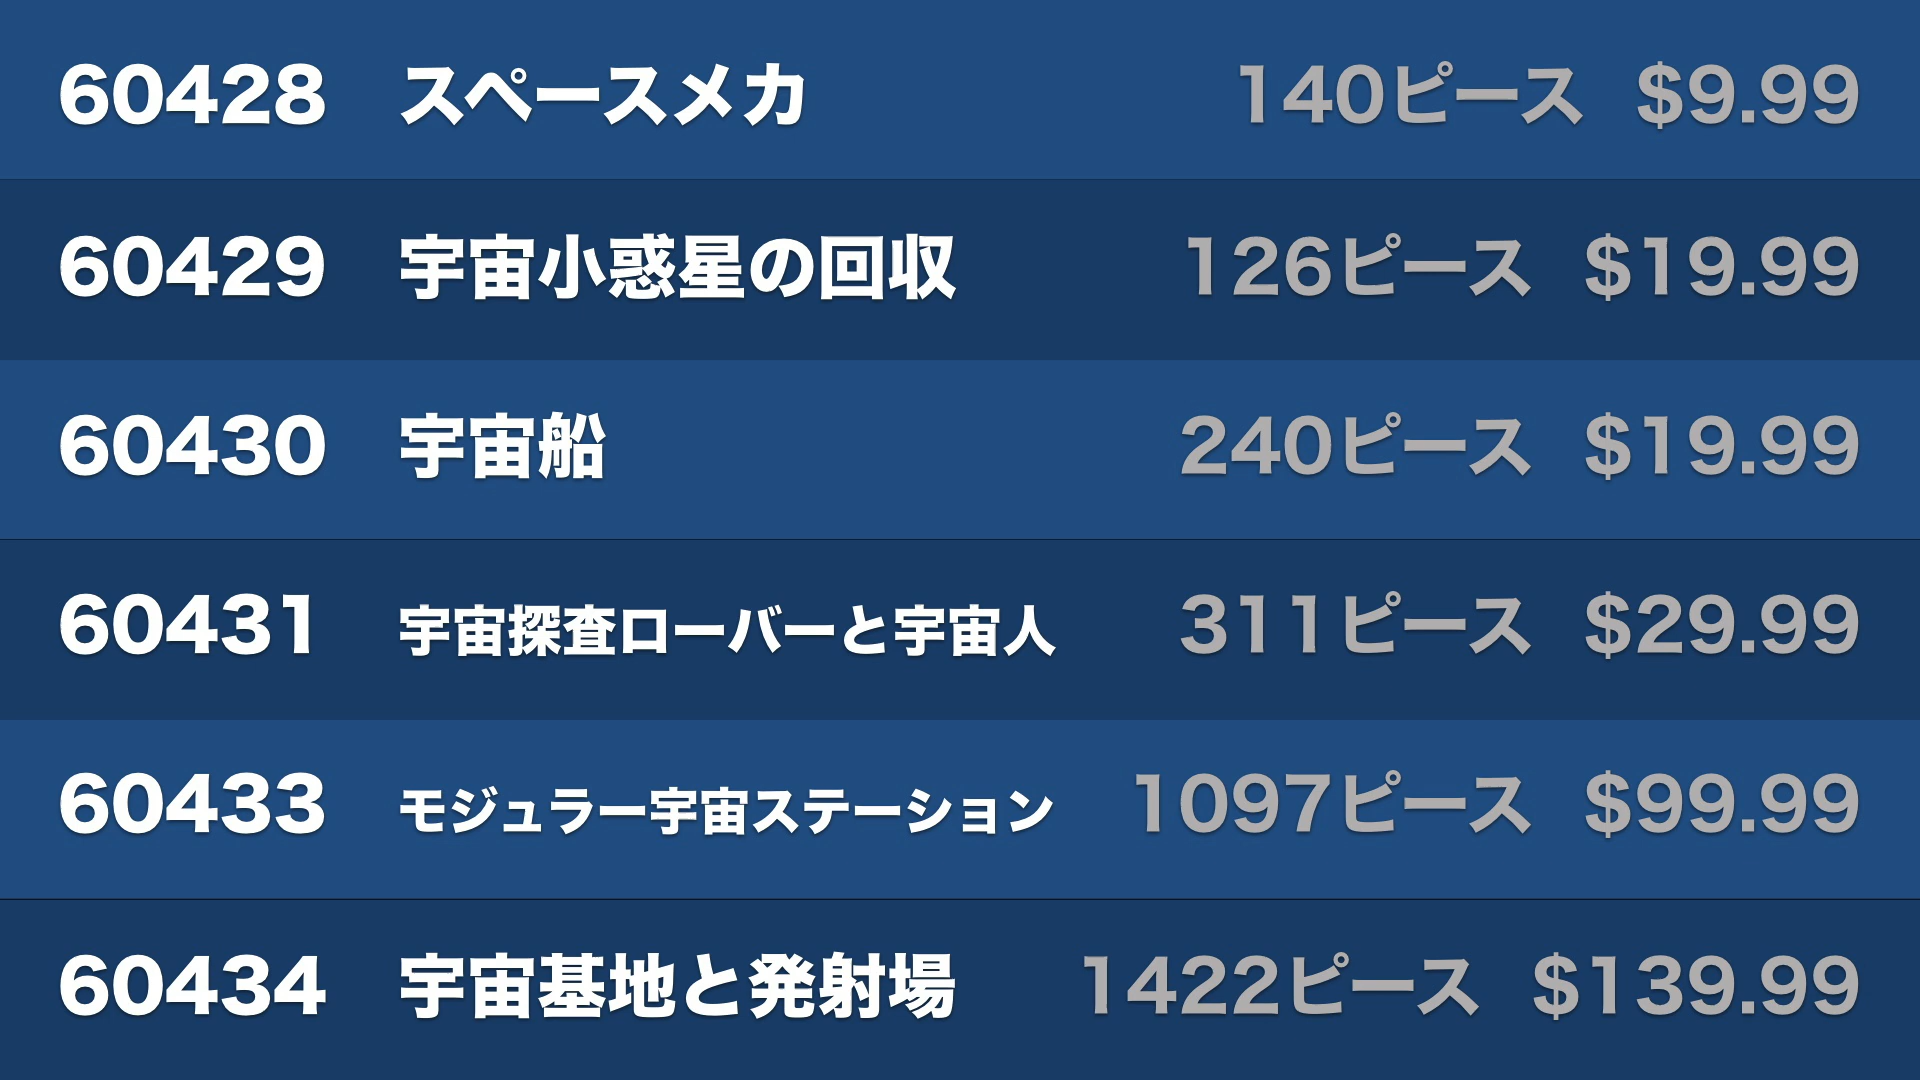 60428 スペースメカ 140ピース $9.99
60429 宇宙小惑星の回収 126ピース $19.99
60430 宇宙船 240ピース $19.99
60431 宇宙探査ローバーと宇宙人 311ピース $29.99
60433 モジュラー宇宙ステーション 1097ピース $99.99
60434 宇宙基地と発射場 1422ピース $139.99